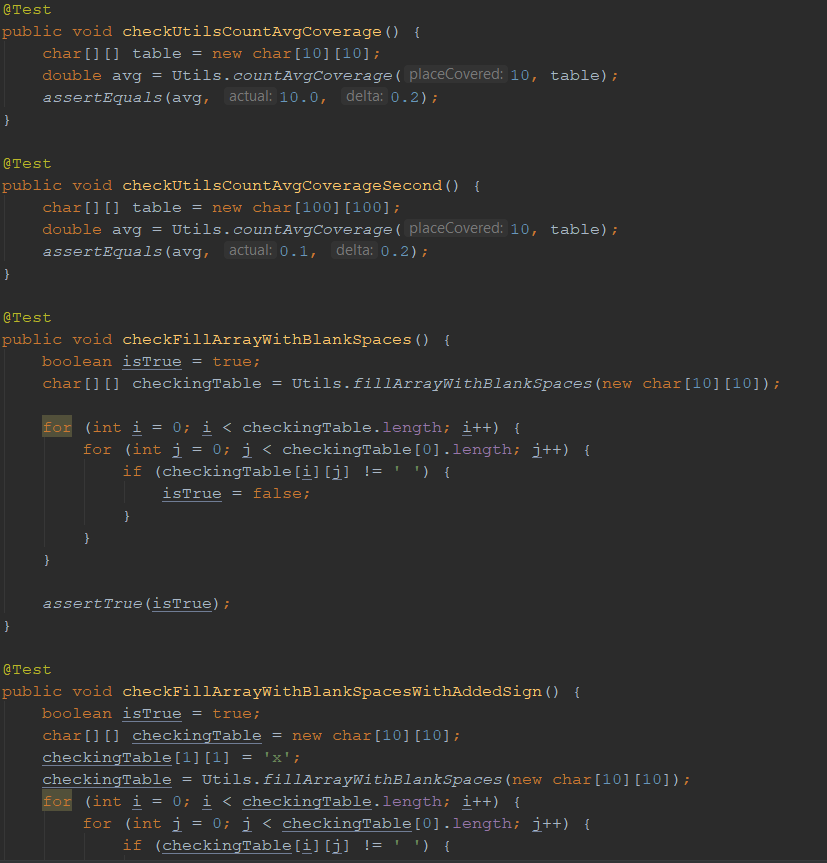 @Test
public void checkUtilsCountAvgCoverage() {
char[][] table = new char[10][10];
double avg = Utils.countAvgCoverage( placeCovered: 10, table);
assertEquals(avg, actual: 10.0, delta: 0.2);
}
@Test
public void checkUtilsCountAvgCoverageSecond() {
char[][] table = new char[100][100];
double avg = Utils.countAvgCoverage( placeCovered: 10, table);
assertEquals(avg, actual: 0.1, delta: 0.2);
}
@Test
public void checkFillArrayWithBlankSpaces() {
boolean isTrue = true;
char[][] checkingTable = Utils.fillArrayWithBlankSpaces(new char[10][10]);
for (int i = 0; i < checkingTable.length; i++) {
for (int j = 0; j < checkingTable[0].length; j++) {
if (checkingTable[i][j] != ' ') {
isTrue = false;
}
}
}
assertTrue(isTrue);
}
@Test
public void checkFillArrayWithBlankSpacesWithAddedSign() {
boolean isTrue = true;
char[][] checkingTable = new char[10][10];
checkingTable[1][1] = 'x';
checkingTable = Utils.fillArrayWithBlankSpaces(new char[10][10]);
for (int i = 0; i < checkingTable.length; i++) {
for (int j = 0; j < checkingTable[0].length; j++) {
if (checkingTable[i][j] != ' ') {